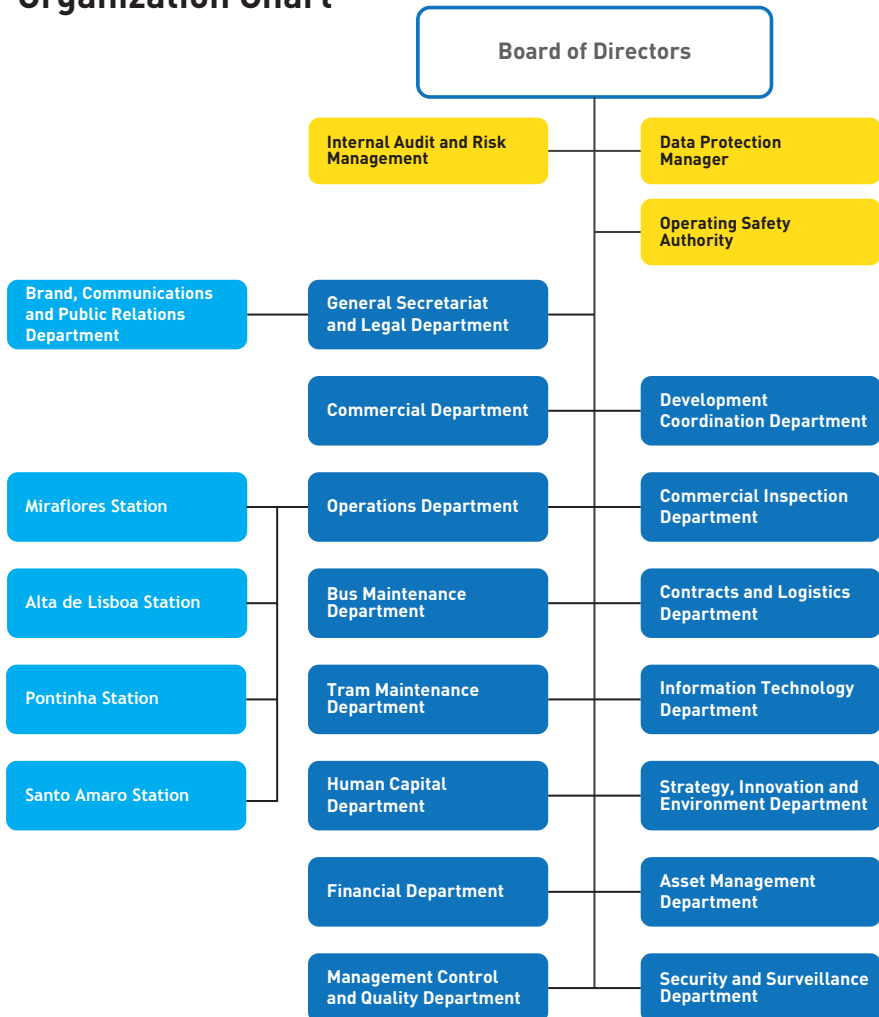 Organization Chart
Board of Directors
Internal Audit and Risk
Management
Data Protection
Manager
Operating Safety
Authority
Brand, Communications
and Public Relations
Department
General Secretariat
and Legal Department
Commercial Department
Development
Coordination Department
Miraflores Station
Operations Department
Commercial Inspection
Department
Alta de Lisboa Station
Bus Maintenance
Department
Contracts and Logistics
Department
Pontinha Station
Tram Maintenance
Department
Information Technology
Department
Santo Amaro Station
Human Capital
Department
Strategy, Innovation and
Environment Department
Financial Department
Asset Management
Department
Management Control
and Quality Department
Security and Surveillance
Department